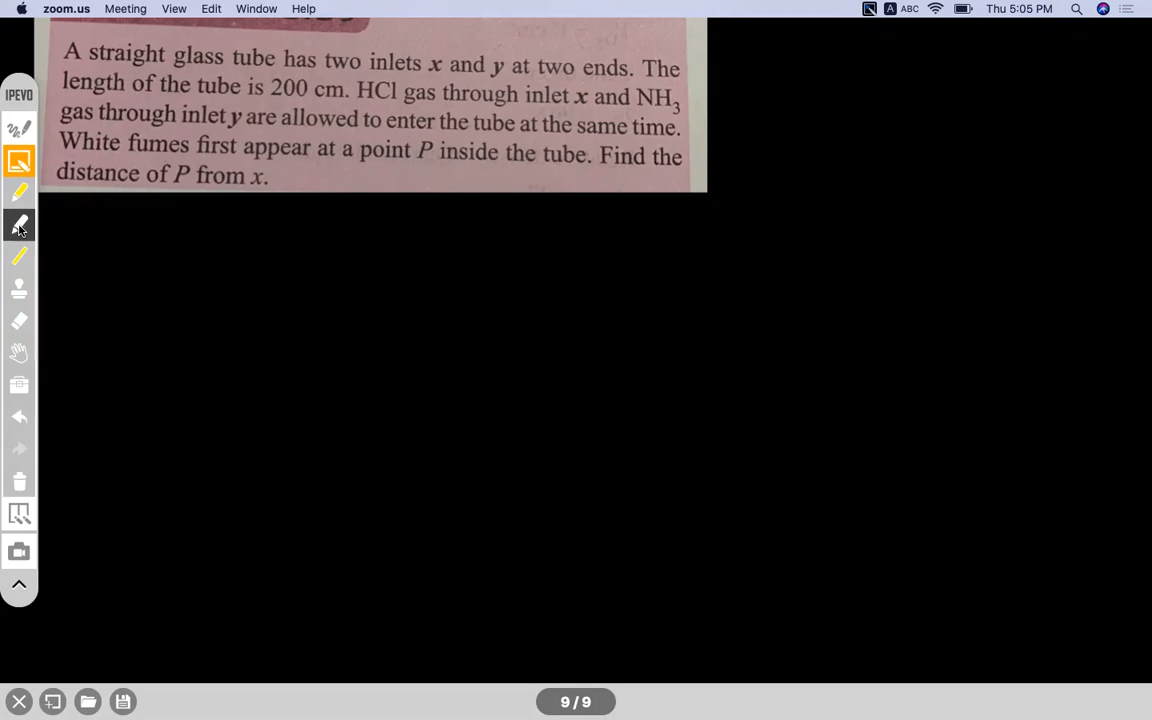 zoom.us Meeting View Edit Window Help ABC Thu 5:05 PM
A straight glass tube has two inlets x and y at two ends. The
length of the tube is 200 cm. HCl gas through inlet x and NH₃
gas through inlet y are allowed to enter the tube at the same time.
White fumes first appear at a point P inside the tube. Find the
distance of P from x.
IPEVO
9 / 9